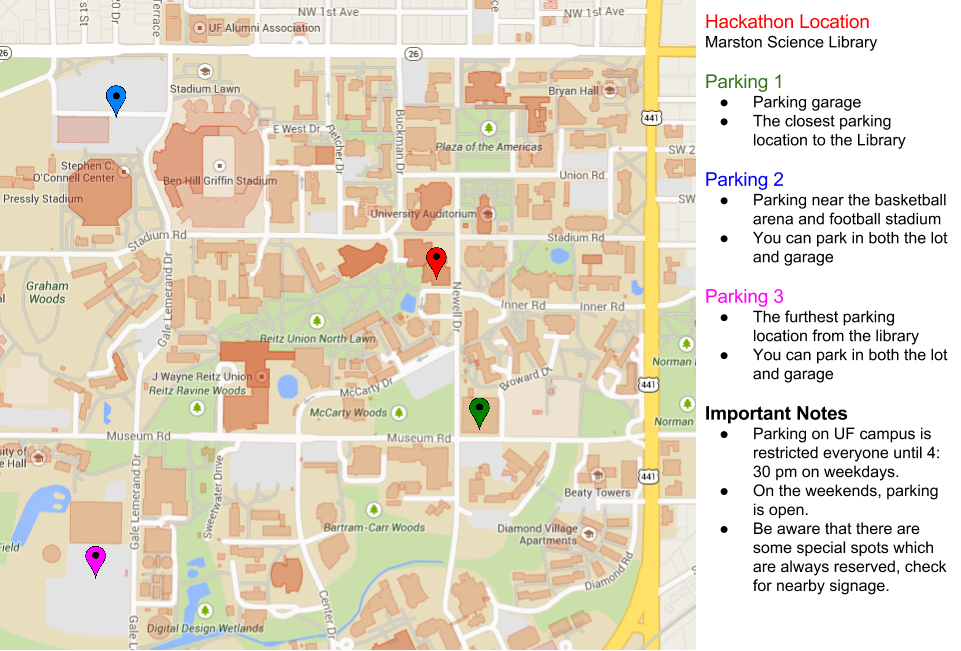 NW 1st Ave
NW 1st Ave
UF Alumni Association
26
26
Stadium Lawn
Bryan Hall
441
Buckman Dr
Fletcher Dr
E West Dr
Plaza of the Americas
SW 2
Stephen C.
O'Connell Center
Ben Hill Griffin Stadium
Union Rd
Pressly Stadium
SW
University Auditorium
Stadium Rd
Stadium Rd
Gale Lemerand Dr
Graham
Woods
Newell Dr
Inner Rd
Inner Rd
Reitz Union North Lawn
J Wayne Reitz Union
Reitz Ravine Woods
McCarty Dr
Broward Dr
Norman
441
McCarty Woods
Norman
Museum Rd
Museum Rd
sity of
e Hall
Gale Lemerand Dr
Sweetwater Drive
441
Beaty Towers
Bartram-Carr Woods
Diamond Village
Apartments
Field
Diamond Rd
Center Dr
Digital Design Wetlands
Gale L
Hackathon Location
Marston Science Library
Parking 1
● Parking garage
● The closest parking
location to the Library
Parking 2
● Parking near the basketball
arena and football stadium
● You can park in both the lot
and garage
Parking 3
● The furthest parking
location from the library
● You can park in both the lot
and garage
Important Notes
● Parking on UF campus is
restricted everyone until 4:
30 pm on weekdays.
● On the weekends, parking
is open.
● Be aware that there are
some special spots which
are always reserved, check
for nearby signage.